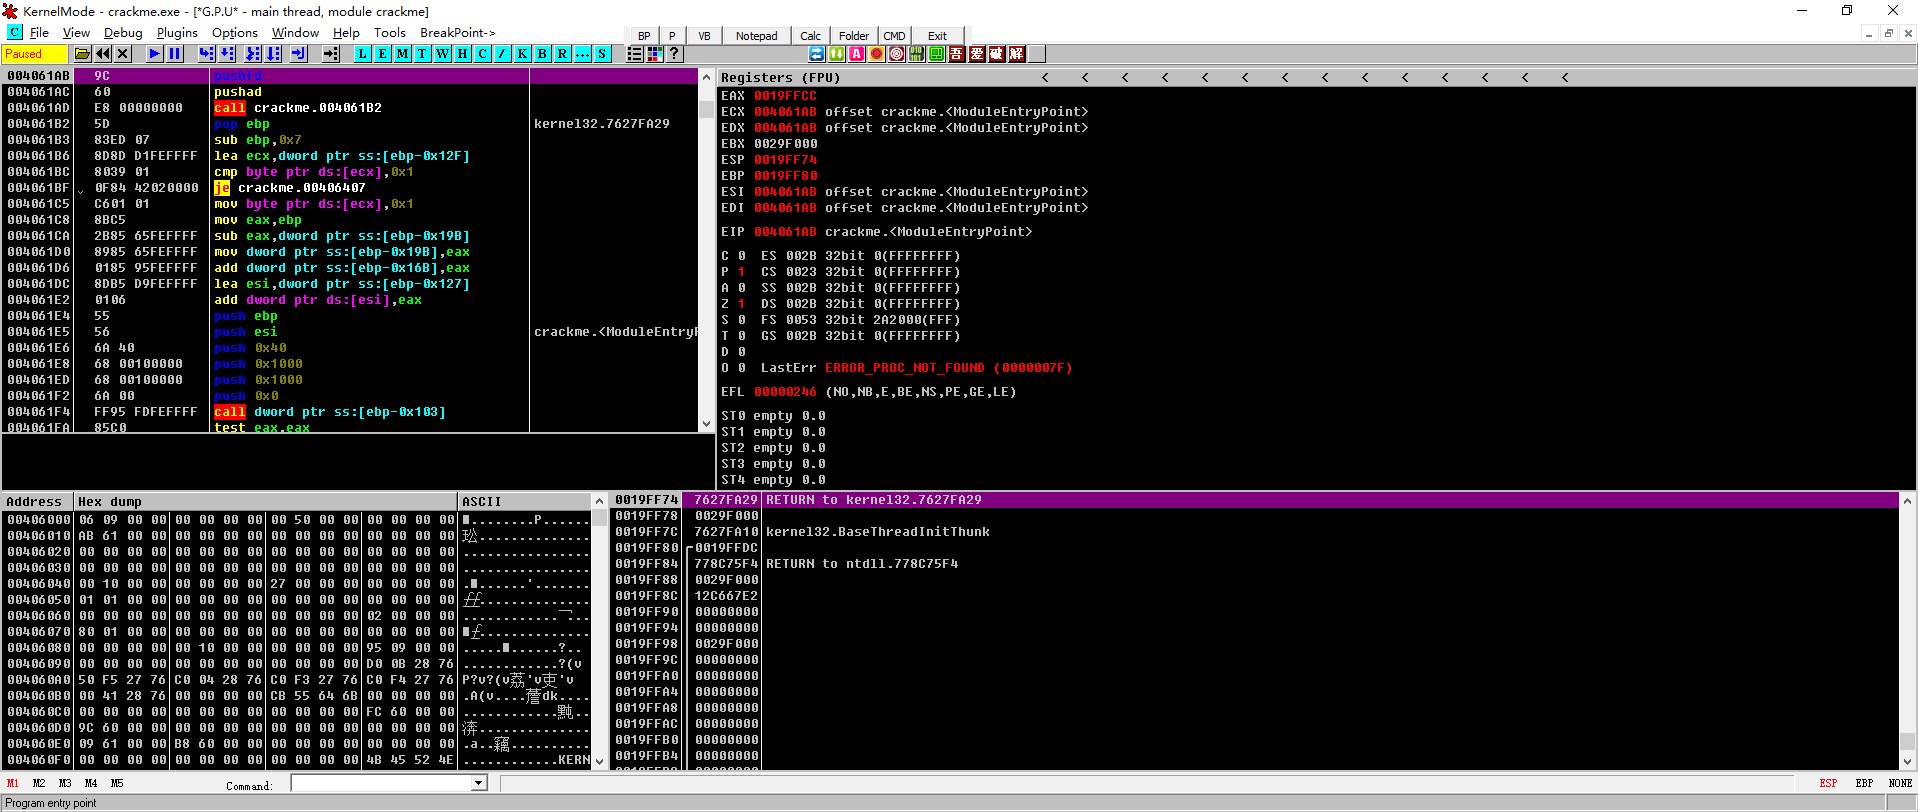 KernelMode - crackme.exe - [*G.P.U* - main thread, module crackme]
File View Debug Plugins Options Window Help Tools BreakPoint->
BP P VB Notepad Calc Folder CMD Exit
Paused
L E M T W H C / K B R ... S
吾 爱 破 解
004061AB 9C pushfd
004061AC 60 pushad
004061AD E8 00000000 call crackme.004061B2
004061B2 5D pop ebp kernel32.7627FA29
004061B3 83ED 07 sub ebp,0x7
004061B6 8D8D D1FEFFFF lea ecx,dword ptr ss:[ebp-0x12F]
004061BC 8039 01 cmp byte ptr ds:[ecx],0x1
004061BF 0F84 42020000 je crackme.00406407
004061C5 C601 01 mov byte ptr ds:[ecx],0x1
004061C8 8BC5 mov eax,ebp
004061CA 2B85 65FEFFFF sub eax,dword ptr ss:[ebp-0x19B]
004061D0 8985 65FEFFFF mov dword ptr ss:[ebp-0x19B],eax
004061D6 0185 95FEFFFF add dword ptr ss:[ebp-0x16B],eax
004061DC 8DB5 D9FEFFFF lea esi,dword ptr ss:[ebp-0x127]
004061E2 0106 add dword ptr ds:[esi],eax
004061E4 55 push ebp
004061E5 56 push esi crackme.<ModuleEntryP
004061E6 6A 40 push 0x40
004061E8 68 00100000 push 0x1000
004061ED 68 00100000 push 0x1000
004061F2 6A 00 push 0x0
004061F4 FF95 FDFEFFFF call dword ptr ss:[ebp-0x103]
004061FA 85C0 test eax,eax
Registers (FPU) < < < < < < < < < < < < < <
EAX 0019FFCC
ECX 004061AB offset crackme.<ModuleEntryPoint>
EDX 004061AB offset crackme.<ModuleEntryPoint>
EBX 0029F000
ESP 0019FF74
EBP 0019FF80
ESI 004061AB offset crackme.<ModuleEntryPoint>
EDI 004061AB offset crackme.<ModuleEntryPoint>
EIP 004061AB crackme.<ModuleEntryPoint>
C 0 ES 002B 32bit 0(FFFFFFFF)
P 1 CS 0023 32bit 0(FFFFFFFF)
A 0 SS 002B 32bit 0(FFFFFFFF)
Z 1 DS 002B 32bit 0(FFFFFFFF)
S 0 FS 0053 32bit 2A2000(FFF)
T 0 GS 002B 32bit 0(FFFFFFFF)
D 0
O 0 LastErr ERROR_PROC_NOT_FOUND (0000007F)
EFL 00000246 (NO,NB,E,BE,NS,PE,GE,LE)
ST0 empty 0.0
ST1 empty 0.0
ST2 empty 0.0
ST3 empty 0.0
ST4 empty 0.0
Address Hex dump ASCII
00406000 06 09 00 00 00 00 00 00 00 50 00 00 00 00 00 00 ........P......
00406010 AB 61 00 00 00 00 00 00 00 00 00 00 00 00 00 00 玜..............
00406020 00 00 00 00 00 00 00 00 00 00 00 00 00 00 00 00 ................
00406030 00 00 00 00 00 00 00 00 00 00 00 00 00 00 00 00 ................
00406040 00 10 00 00 00 00 00 00 27 00 00 00 00 00 00 00 . ......'.......
00406050 01 01 00 00 00 00 00 00 00 00 00 00 00 00 00 00 ..............
00406060 00 00 00 00 00 00 00 00 00 00 00 00 02 00 00 00 ............¬...
00406070 80 01 00 00 00 00 00 00 00 00 00 00 00 00 00 00 ..............
00406080 00 00 00 00 00 10 00 00 00 00 00 00 95 09 00 00 ..... ......?..
00406090 00 00 00 00 00 00 00 00 00 00 00 00 D0 0B 28 76 ............?(v
004060A0 50 F5 27 76 C0 04 28 76 C0 F3 27 76 C0 F4 27 76 P?v?(v荔'v吏'v
004060B0 00 41 28 76 00 00 00 00 CB 55 64 6B 00 00 00 00 .A(v....薝dk....
004060C0 00 00 00 00 00 00 00 00 00 00 00 00 FC 60 00 00 ............黗..
004060D0 9C 60 00 00 00 00 00 00 00 00 00 00 00 00 00 00 渀..............
004060E0 09 61 00 00 B8 60 00 00 00 00 00 00 00 00 00 00 .a..竊..........
004060F0 00 00 00 00 00 00 00 00 00 00 00 00 4B 45 52 4E ............KERN
0019FF74 7627FA29 RETURN to kernel32.7627FA29
0019FF78 0029F000
0019FF7C 7627FA10 kernel32.BaseThreadInitThunk
0019FF80 0019FFDC
0019FF84 778C75F4 RETURN to ntdll.778C75F4
0019FF88 0029F000
0019FF8C 12C667E2
0019FF90 00000000
0019FF94 00000000
0019FF98 0029F000
0019FF9C 00000000
0019FFA0 00000000
0019FFA4 00000000
0019FFA8 00000000
0019FFAC 00000000
0019FFB0 00000000
0019FFB4 00000000
M1 M2 M3 M4 M5 Command: ESP EBP NONE
Program entry point